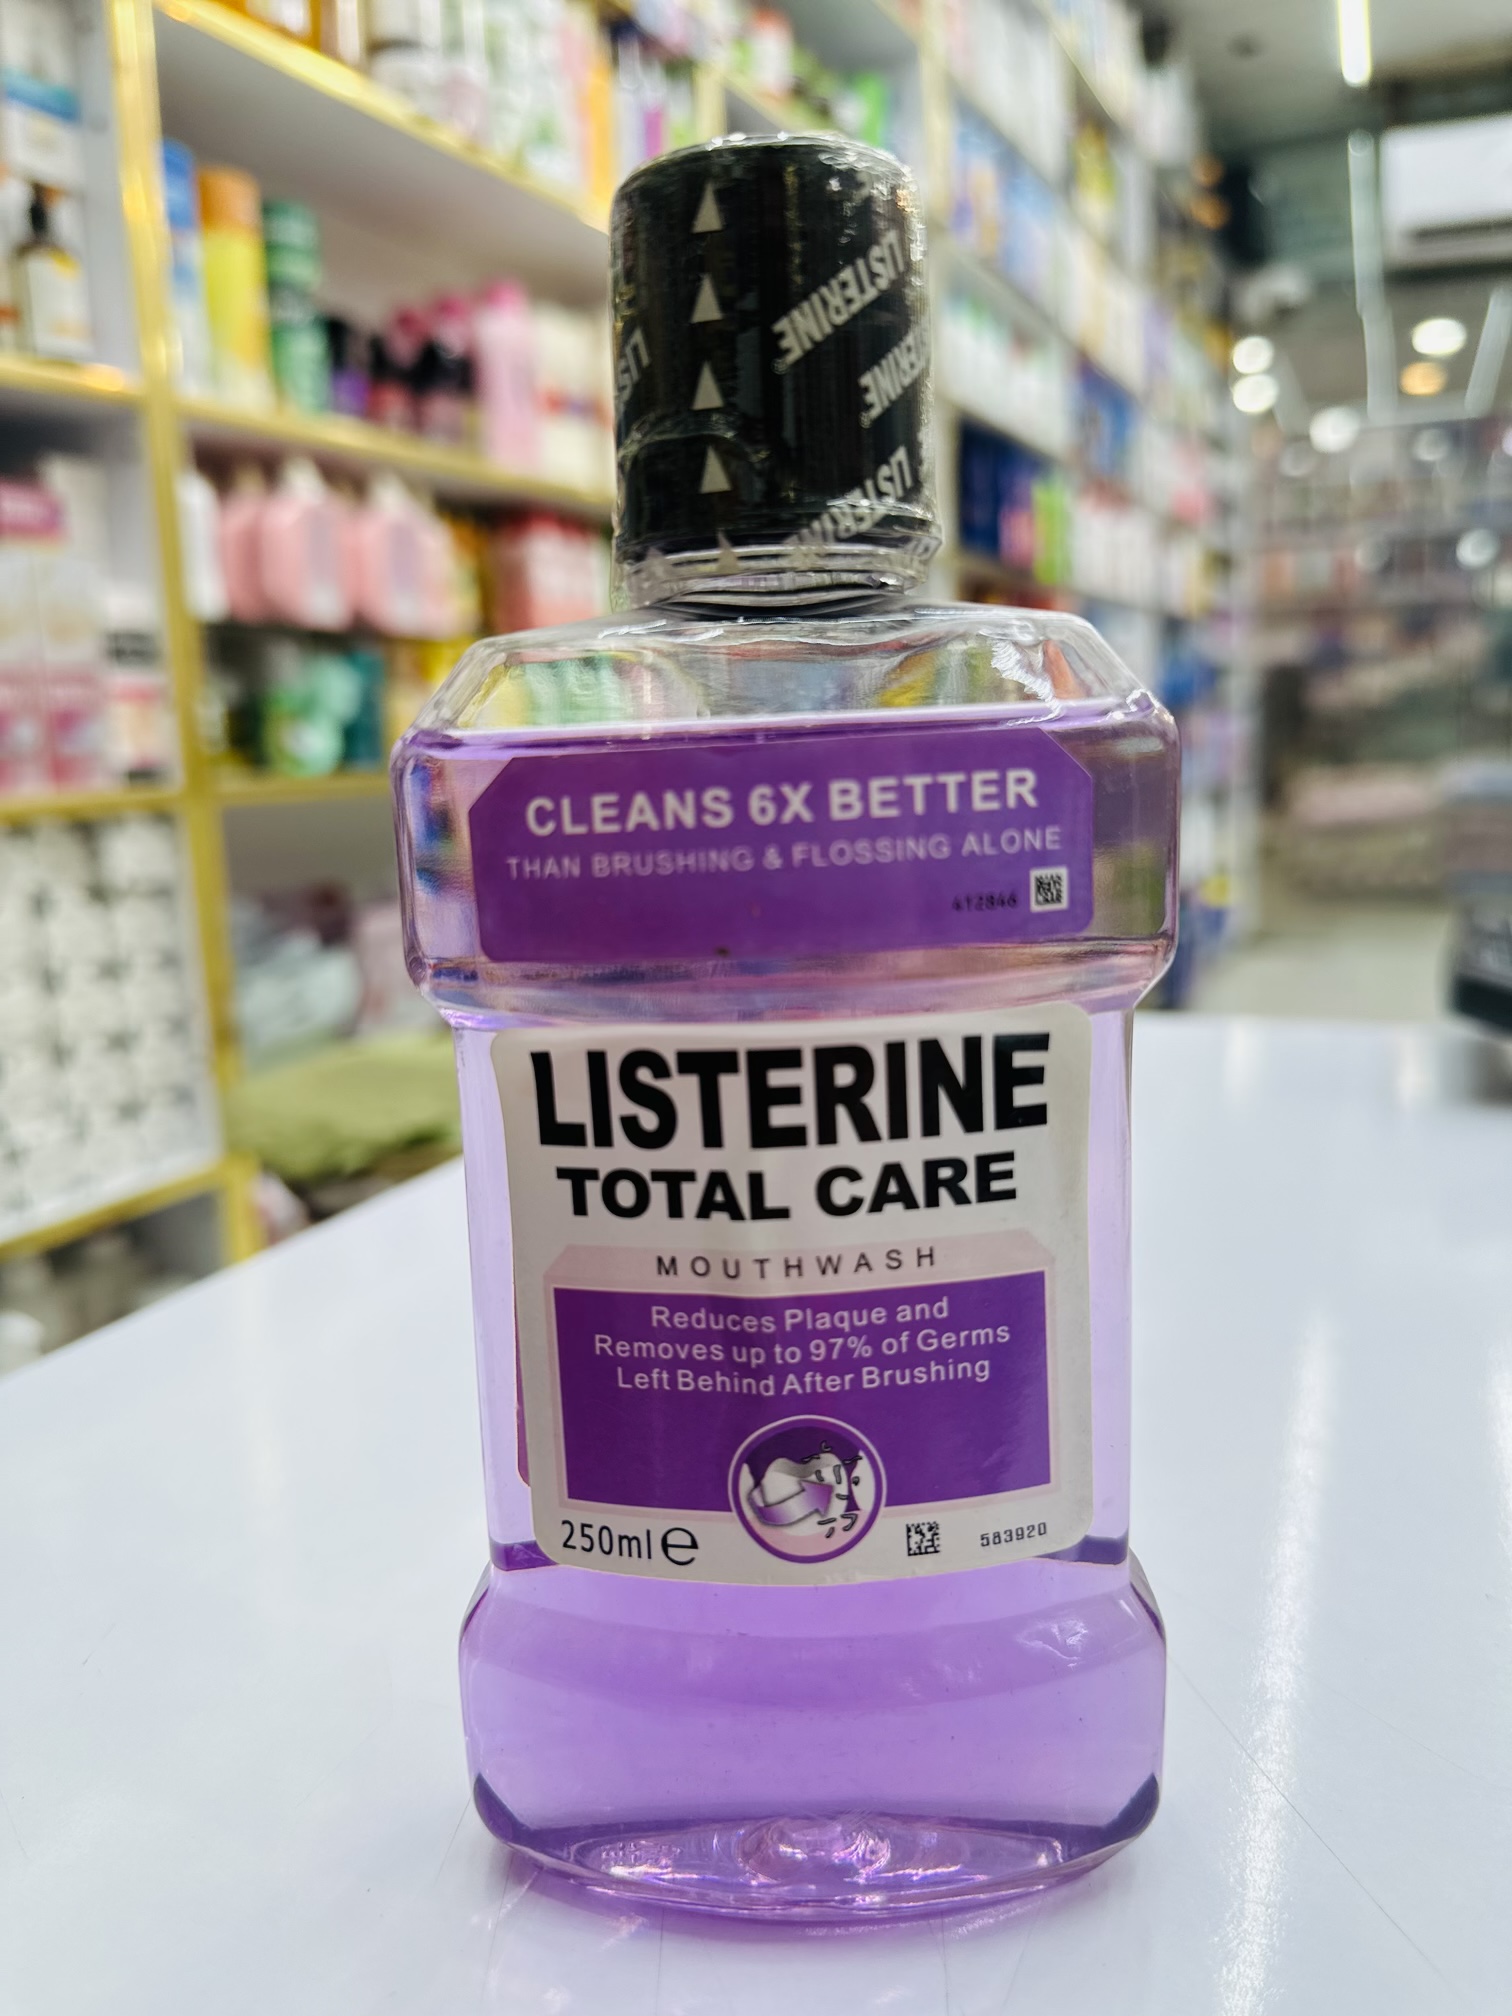 LISTERINE
LISTERINE
CLEANS 6X BETTER
THAN BRUSHING & FLOSSING ALONE
412846
LISTERINE
TOTAL CARE
MOUTHWASH
Reduces Plaque and
Removes up to 97% of Germs
Left Behind After Brushing
250ml ℮
583920